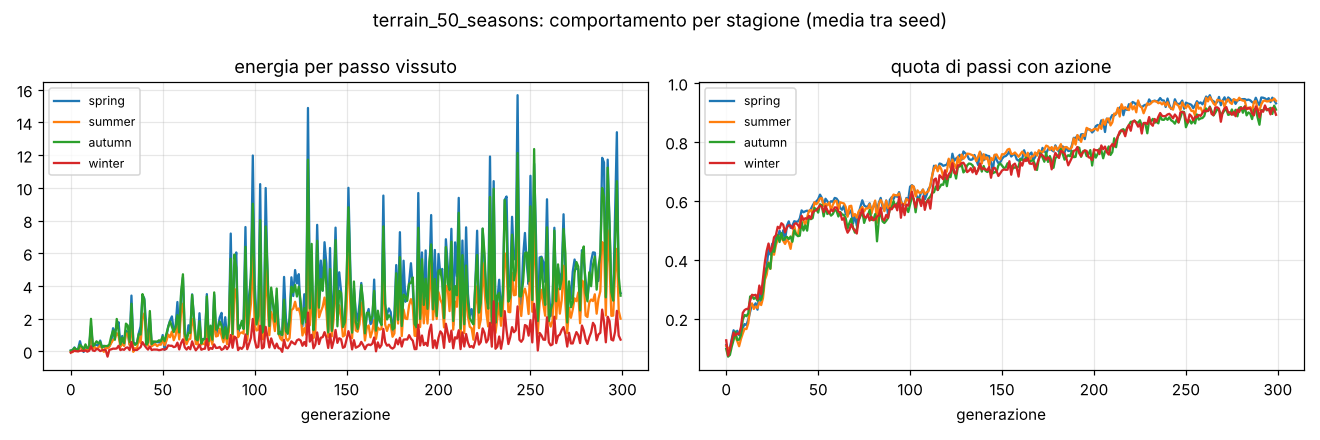 terrain_50_seasons: comportamento per stagione (media tra seed)
energia per passo vissuto
16
14
12
10
8
6
4
2
0
spring
summer
autumn
winter
0 50 100 150 200 250 300
generazione
quota di passi con azione
1.0
0.8
0.6
0.4
0.2
spring
summer
autumn
winter
0 50 100 150 200 250 300
generazione